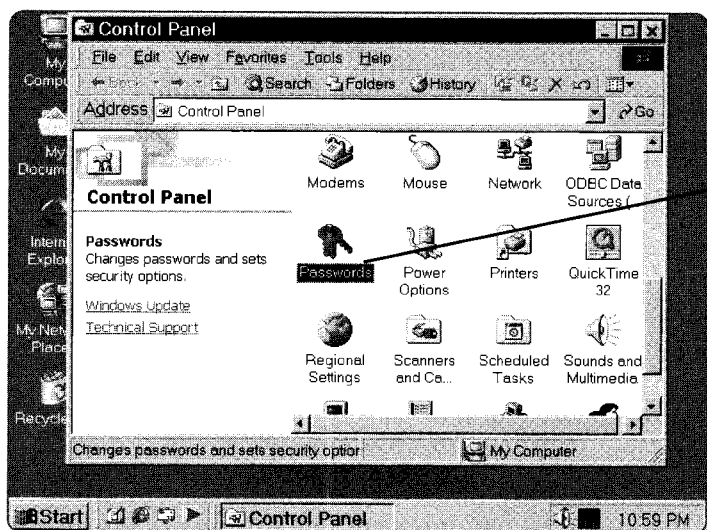 Control Panel
File Edit View Favorites Tools Help
Search Folders History
Address Control Panel Go
My
My
Control Panel
Passwords
Changes passwords and sets
security options.
Windows Update
Technical Support
Modems Mouse Network ODBC Data
Sources (
Passwords Power
Options Printers QuickTime
32
Regional
Settings Scanners
and Ca... Scheduled
Tasks Sounds and
Multimedia
Changes passwords and sets security option My Computer
Start Control Panel 10:59 PM